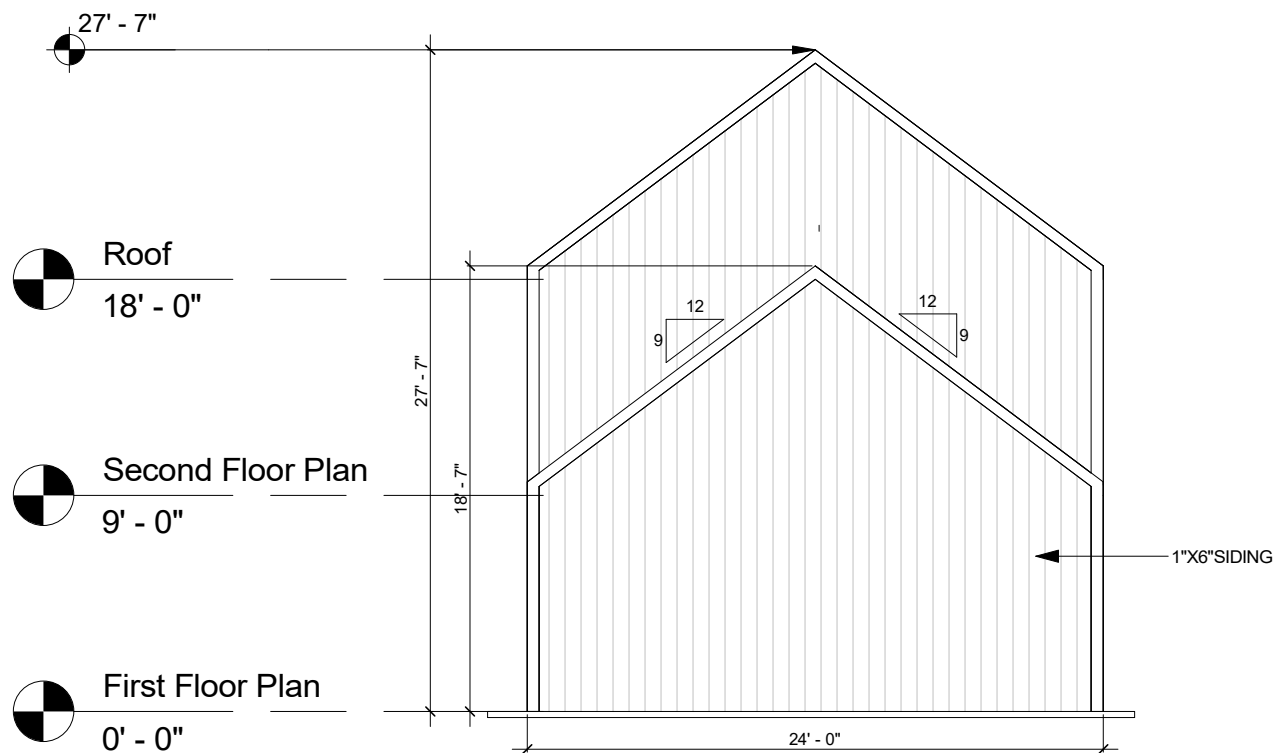 27' - 7"
Roof
18' - 0"
12
9
12
9
27' - 7"
18' - 7"
Second Floor Plan
9' - 0"
1"X6"SIDING
First Floor Plan
0' - 0"
24' - 0"